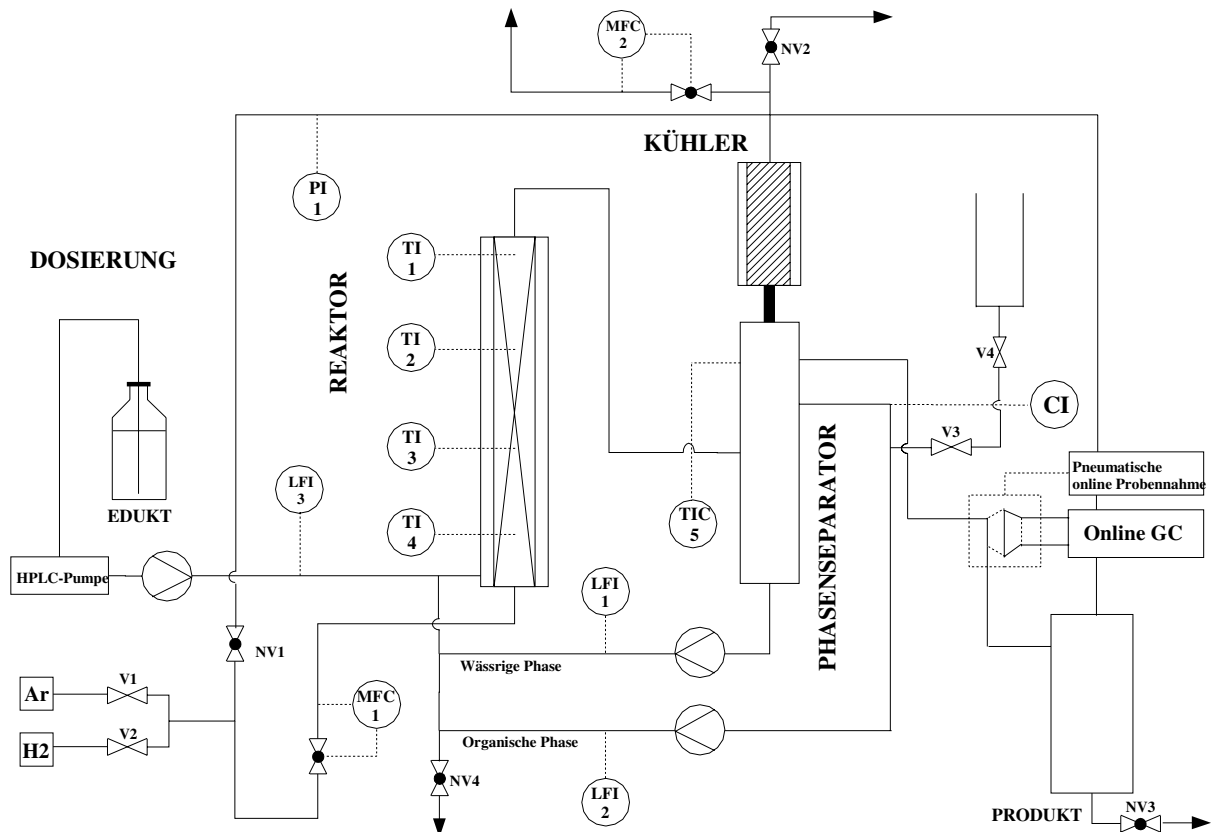 MFC
2
NV2
KÜHLER
PI
1
DOSIERUNG
REAKTOR
TI
1
TI
2
TI
3
TI
4
EDUKT
LFI
3
HPLC-Pumpe
V4
CI
V3
PHASENSEPARATOR
Pneumatische
online Probennahme
Online GC
TIC
5
LFI
1
NV1
Wässrige Phase
Ar
V1
H2
V2
MFC
1
Organische Phase
NV4
LFI
2
PRODUKT
NV3